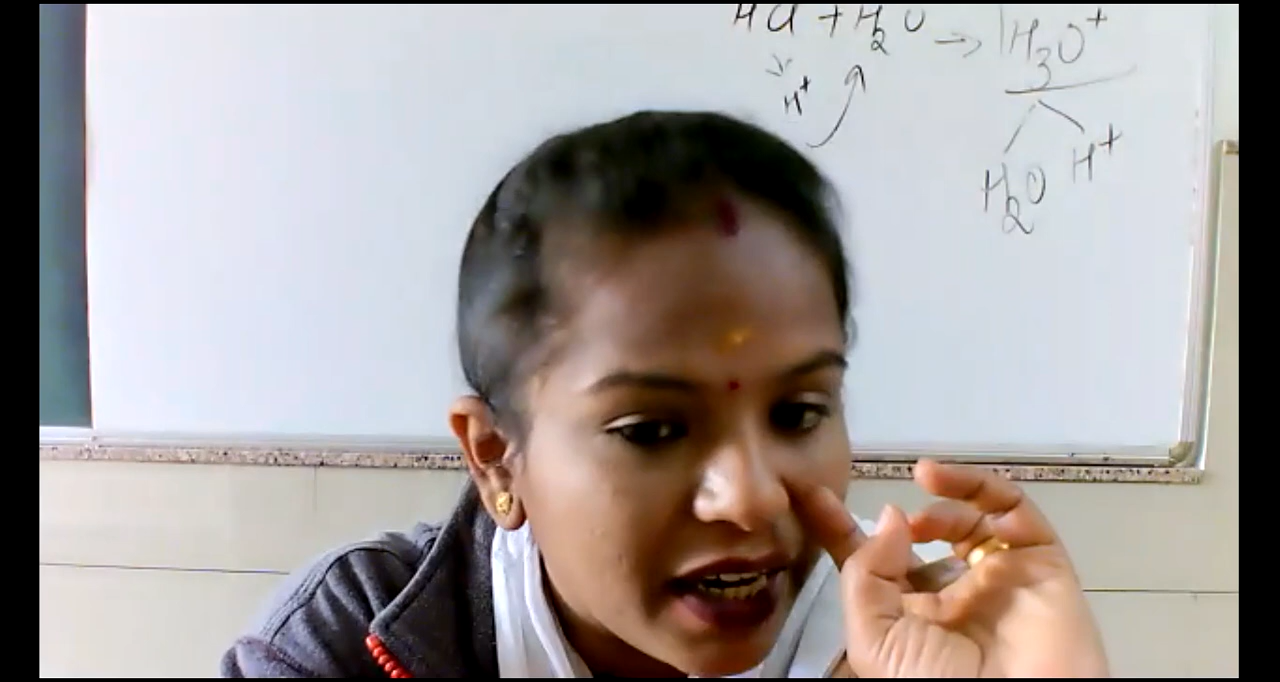 HCl + H₂O → H₃O⁺
H⁺
H₂O H⁺